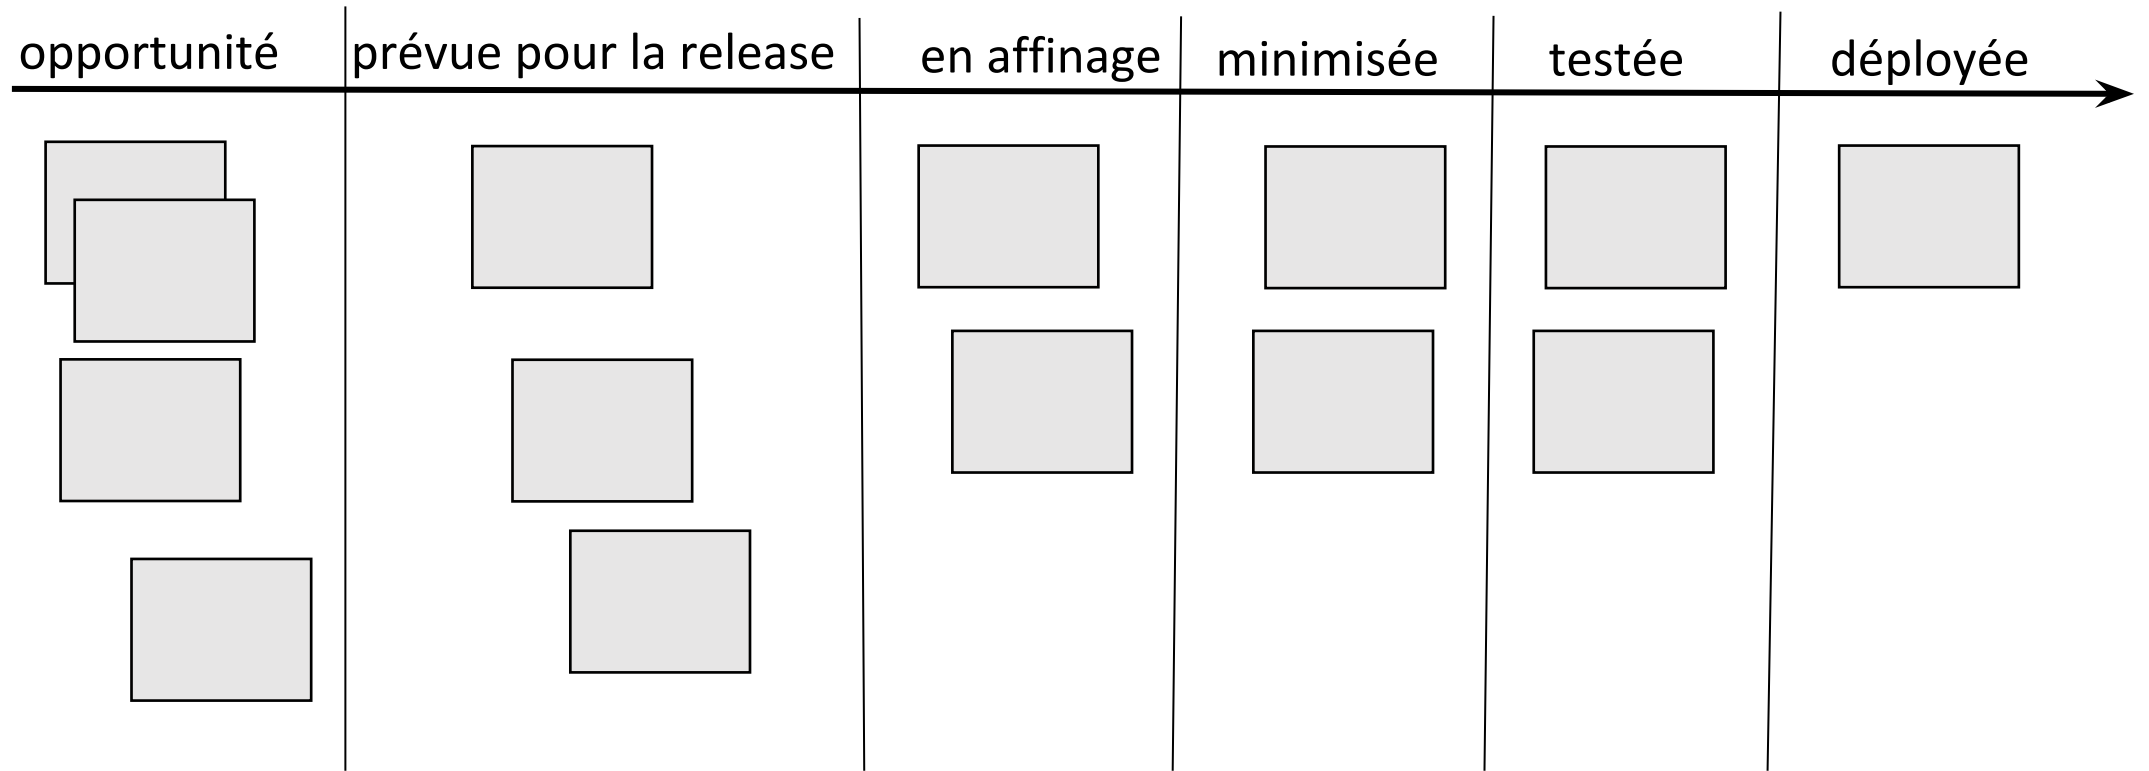 opportunité
prévue pour la release
en affinage
minimisée
testée
déployée